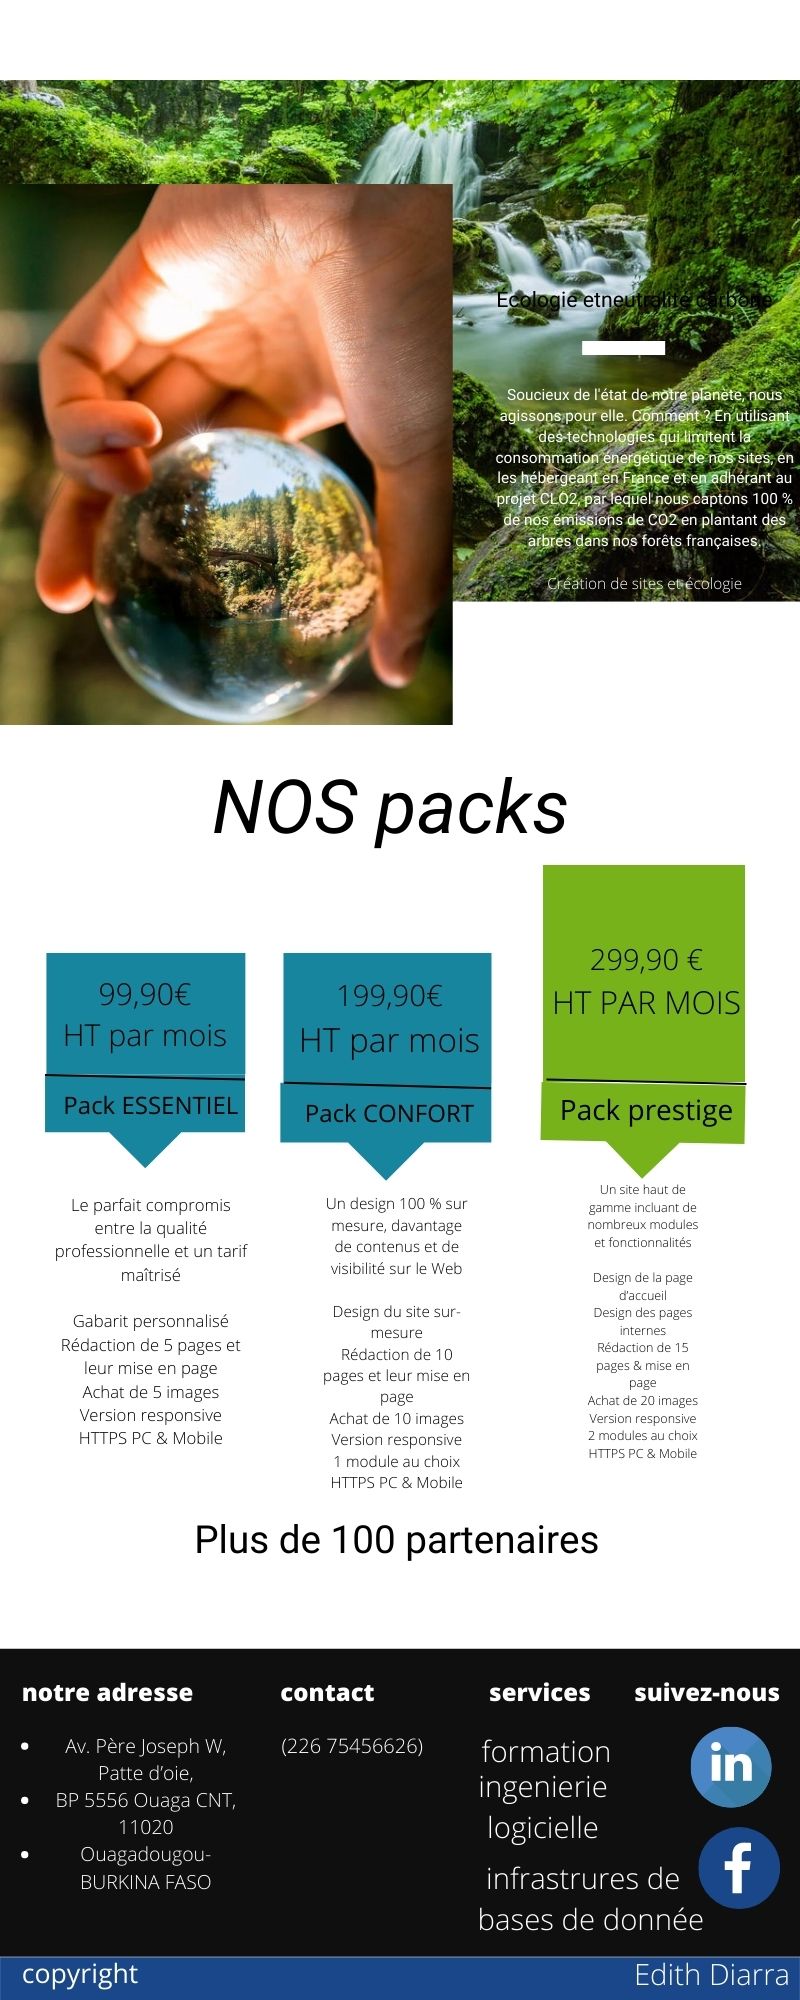 Ecologie etneutralité carbone
Soucieux de l'état de notre planète, nous
agissons pour elle. Comment ? En utilisant
des technologies qui limitent la
consommation énergétique de nos sites, en
les hébergeant en France et en adhérant au
projet CLO2, par lequel nous captons 100 %
de nos émissions de CO2 en plantant des
arbres dans nos forêts françaises.
Création de sites et écologie
NOS packs
99,90€
HT par mois
Pack ESSENTIEL
Le parfait compromis
entre la qualité
professionnelle et un tarif
maîtrisé
Gabarit personnalisé
Rédaction de 5 pages et
leur mise en page
Achat de 5 images
Version responsive
HTTPS PC & Mobile
199,90€
HT par mois
Pack CONFORT
Un design 100 % sur
mesure, davantage
de contenus et de
visibilité sur le Web
Design du site sur-
mesure
Rédaction de 10
pages et leur mise en
page
Achat de 10 images
Version responsive
1 module au choix
HTTPS PC & Mobile
299,90 €
HT PAR MOIS
Pack prestige
Un site haut de
gamme incluant de
nombreux modules
et fonctionnalités
Design de la page
d'accueil
Design des pages
internes
Rédaction de 15
pages & mise en
page
Achat de 20 images
Version responsive
2 modules au choix
HTTPS PC & Mobile
Plus de 100 partenaires
notre adresse
Av. Père Joseph W,
Patte d'oie,
BP 5556 Ouaga CNT,
11020
Ouagadougou-
BURKINA FASO
contact
(226 75456626)
services
formation
ingenierie
logicielle
infrastrures de
bases de donnée
suivez-nous
in
f
copyright
Edith Diarra